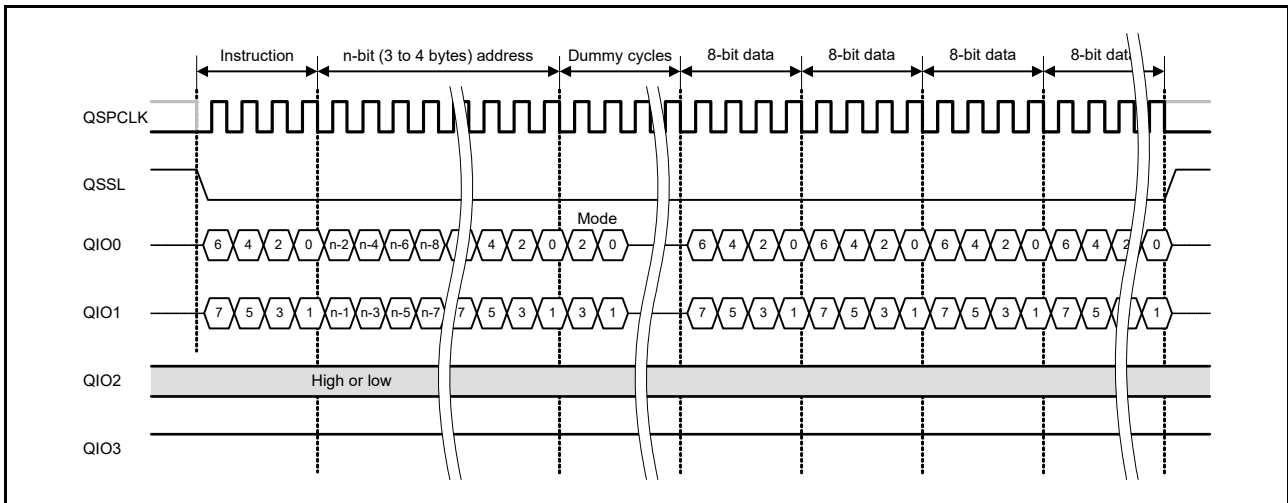 Instruction n-bit (3 to 4 bytes) address Dummy cycles 8-bit data 8-bit data 8-bit data 8-bit data
QSPCLK
QSSL
Mode
QIO0 6 4 2 0 n-2 n-4 n-6 n-8 4 2 0 2 0 6 4 2 0 6 4 2 0 6 4 2 0 6 4 2 0
QIO1 7 5 3 1 n-1 n-3 n-5 n-7 7 5 3 1 3 1 7 5 3 1 7 5 3 1 7 5 3 1 7 5 1
QIO2 High or low
QIO3